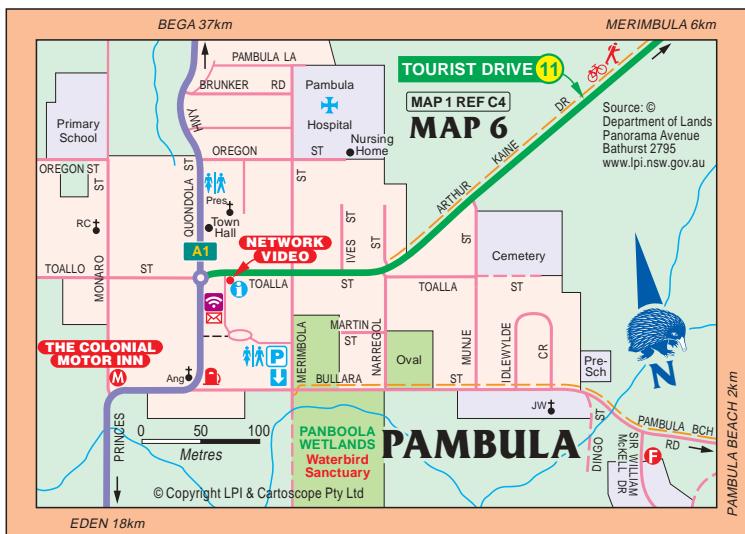 BEGA 37km
MERIMBULA 6km
PAMBULA LA
BRUNKER RD
TOURIST DRIVE 11
MAP 1 REF C4
MAP 6
Source: ©
Department of Lands
Panorama Avenue
Bathurst 2795
www.lpi.nsw.gov.au
Primary
School
Pambula
Hospital
Nursing
Home
HWY
DR
KAINE
ARTHUR
OREGON ST
OREGON ST
ST
ST
QUONDOLA ST
Pres
Town
Hall
RC
A1
NETWORK
VIDEO
IVES ST
ST
Cemetery
TOALLO ST
TOALLA ST
TOALLA ST
MONARO
i
THE COLONIAL
MOTOR INN
M
Ang
P
MERIMBOLA
MARTIN
ST
NARREGOL
Oval
MUNJE
IDLEWYLDE
CR
Pre-
Sch
N
BULLARA ST
JW
PAMBULA BCH
RD
PAMBULA BEACH 2km
PRINCES
0 50 100
Metres
PANBOOLA
WETLANDS
Waterbird
Sanctuary
PAMBULA
DINGO ST
SIR WILLIAM
McKELL DR
F
© Copyright LPI & Cartoscope Pty Ltd
EDEN 18km